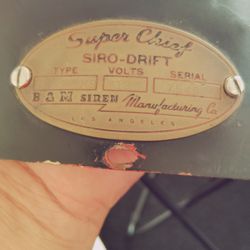 Super Chief
SIRO-DRIFT
TYPE VOLTS SERIAL
B & M SIREN Manufacturing Co.
LOS ANGELES